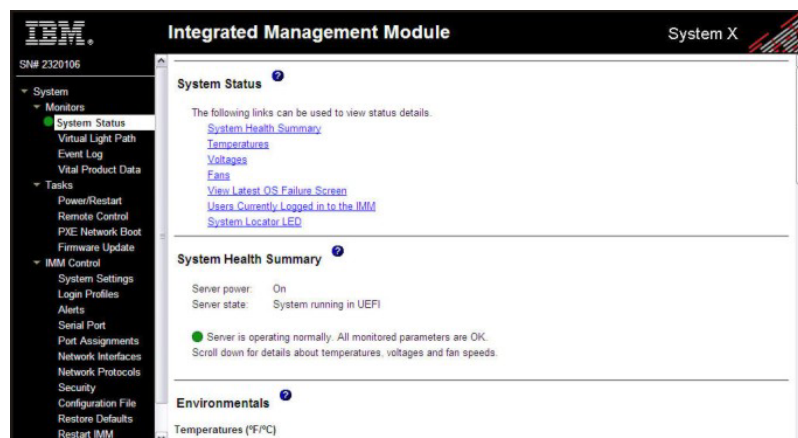 IBM.
Integrated Management Module
System X
SN# 2320106
System
Monitors
System Status
Virtual Light Path
Event Log
Vital Product Data
Tasks
Power/Restart
Remote Control
PXE Network Boot
Firmware Update
IMM Control
System Settings
Login Profiles
Alerts
Serial Port
Port Assignments
Network Interfaces
Network Protocols
Security
Configuration File
Restore Defaults
Restart IMM
System Status
The following links can be used to view status details.
System Health Summary
Temperatures
Voltages
Fans
View Latest OS Failure Screen
Users Currently Logged in to the IMM
System Locator LED
System Health Summary
Server power: On
Server state: System running in UEFI
Server is operating normally. All monitored parameters are OK.
Scroll down for details about temperatures, voltages and fan speeds.
Environmentals
Temperatures (°F/°C)